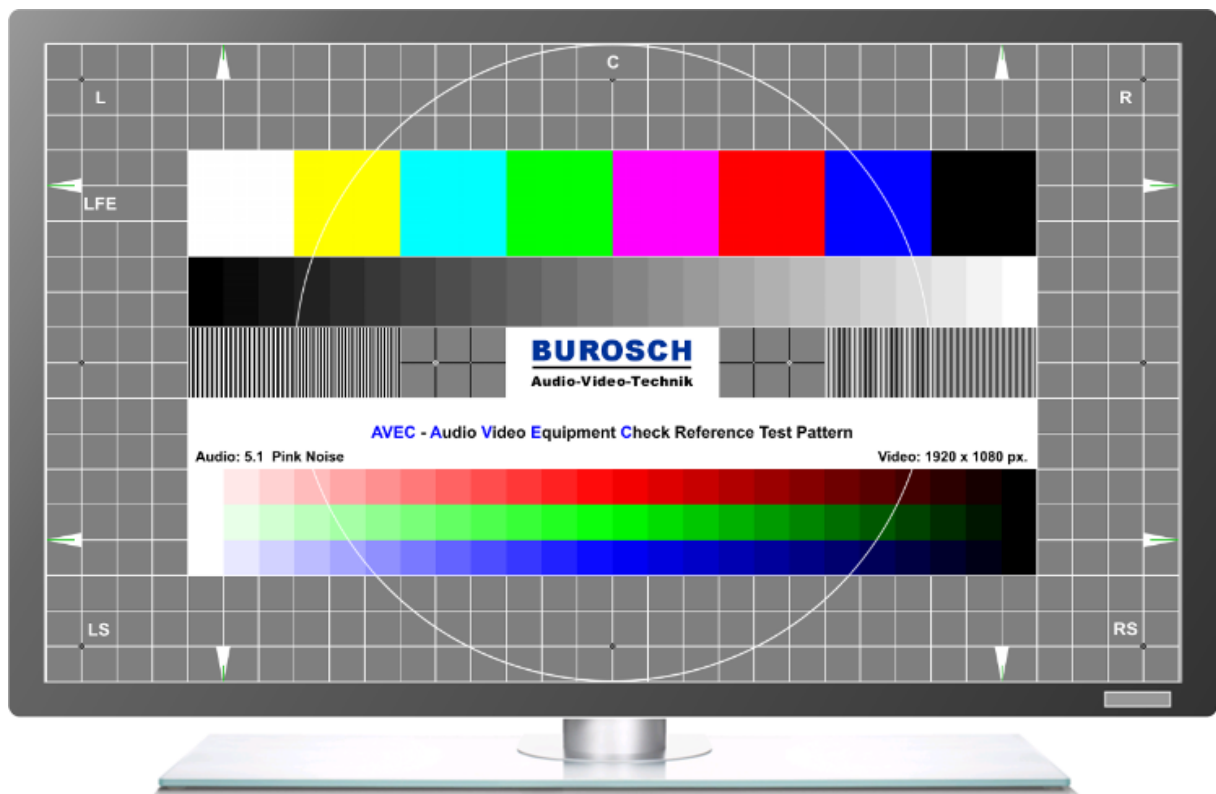 C
L
R
LFE
BUROSCH
Audio-Video-Technik
AVEC - Audio Video Equipment Check Reference Test Pattern
Audio: 5.1 Pink Noise
Video: 1920 x 1080 px.
LS
RS